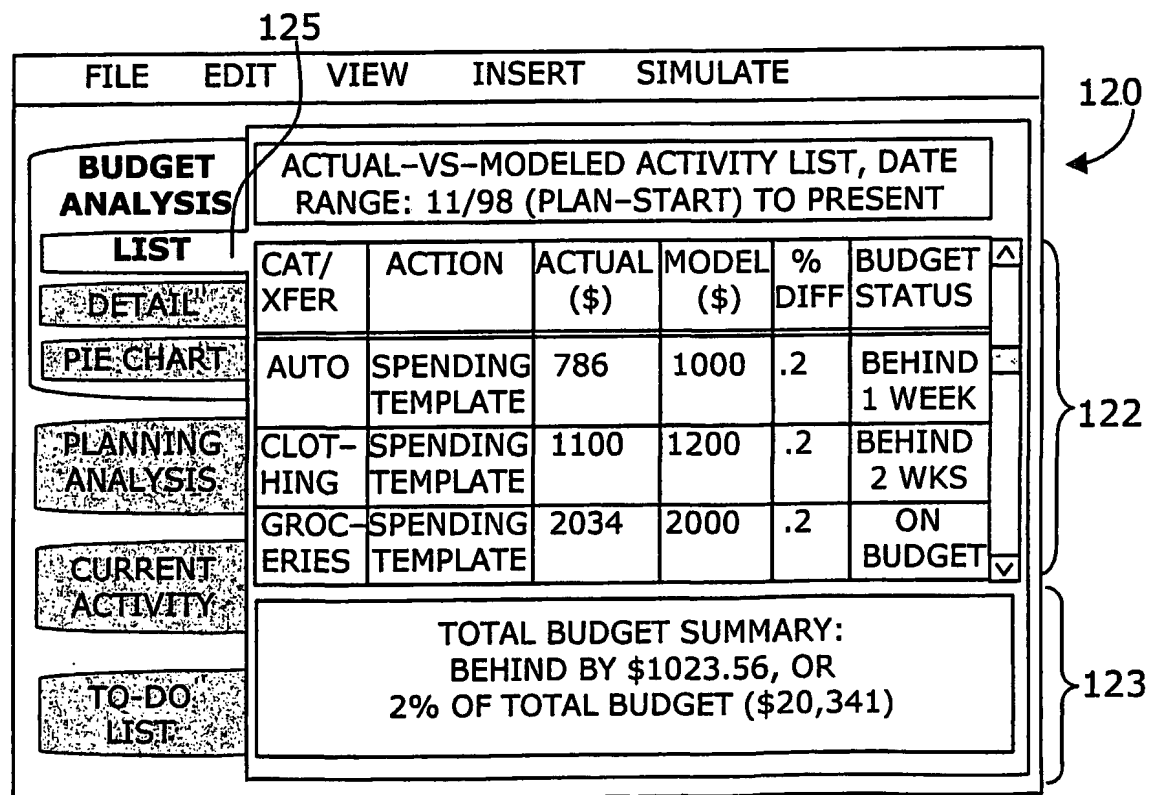 125
FILE EDIT VIEW INSERT SIMULATE
120
BUDGET
ANALYSIS
LIST
DETAIL
PIE CHART
PLANNING
ANALYSIS
CURRENT
ACTIVITY
TO-DO
LIST
ACTUAL-VS-MODELED ACTIVITY LIST, DATE
RANGE: 11/98 (PLAN-START) TO PRESENT
CAT/ ACTION ACTUAL MODEL % BUDGET
XFER ($) ($) DIFF STATUS
AUTO SPENDING 786 1000 .2 BEHIND
TEMPLATE 1 WEEK
CLOT- SPENDING 1100 1200 .2 BEHIND
HING TEMPLATE 2 WKS
GROC- SPENDING 2034 2000 .2 ON
ERIES TEMPLATE BUDGET
122
TOTAL BUDGET SUMMARY:
BEHIND BY $1023.56, OR
2% OF TOTAL BUDGET ($20,341)
123